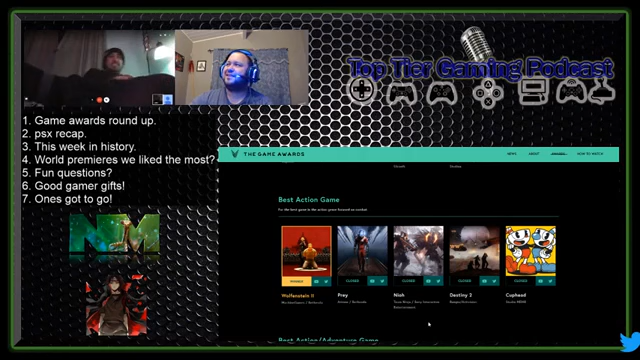 Top Tier Gaming Podcast
1. Game awards round up.
2. psx recap.
3. This week in history.
4. World premieres we liked the most?
5. Fun questions?
6. Good gamer gifts!
7. Ones got to go!
NM
THE GAME AWARDS
NEWS ABOUT AWARDS HOW TO WATCH
Best Action Game
For the best game in the action genre focused on combat.
WINNER CLOSED CLOSED CLOSED CLOSED
Wolfenstein II Prey Nioh Destiny 2 Cuphead
Best Action/Adventure Game